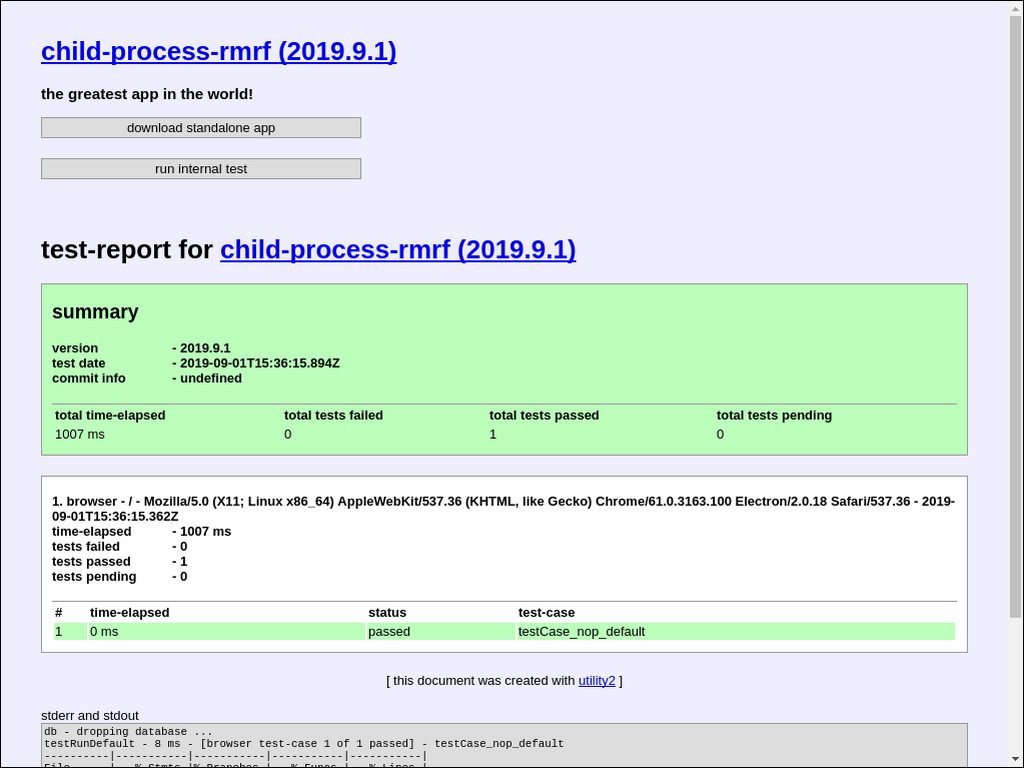 child-process-rmrf (2019.9.1)
the greatest app in the world!
download standalone app
run internal test
test-report for child-process-rmrf (2019.9.1)
summary
version - 2019.9.1
test date - 2019-09-01T15:36:15.894Z
commit info - undefined
total time-elapsed total tests failed total tests passed total tests pending
1007 ms 0 1 0
1. browser - / - Mozilla/5.0 (X11; Linux x86_64) AppleWebKit/537.36 (KHTML, like Gecko) Chrome/61.0.3163.100 Electron/2.0.18 Safari/537.36 - 2019-
09-01T15:36:15.362Z
time-elapsed - 1007 ms
tests failed - 0
tests passed - 1
tests pending - 0
# time-elapsed status test-case
1 0 ms passed testCase_nop_default
[ this document was created with utility2 ]
stderr and stdout
db - dropping database ...
testRunDefault - 8 ms - [browser test-case 1 of 1 passed] - testCase_nop_default
----------|-----------|-----------|-----------|-----------|
File | % Stmts |% Branches | % Funcs | % Lines |